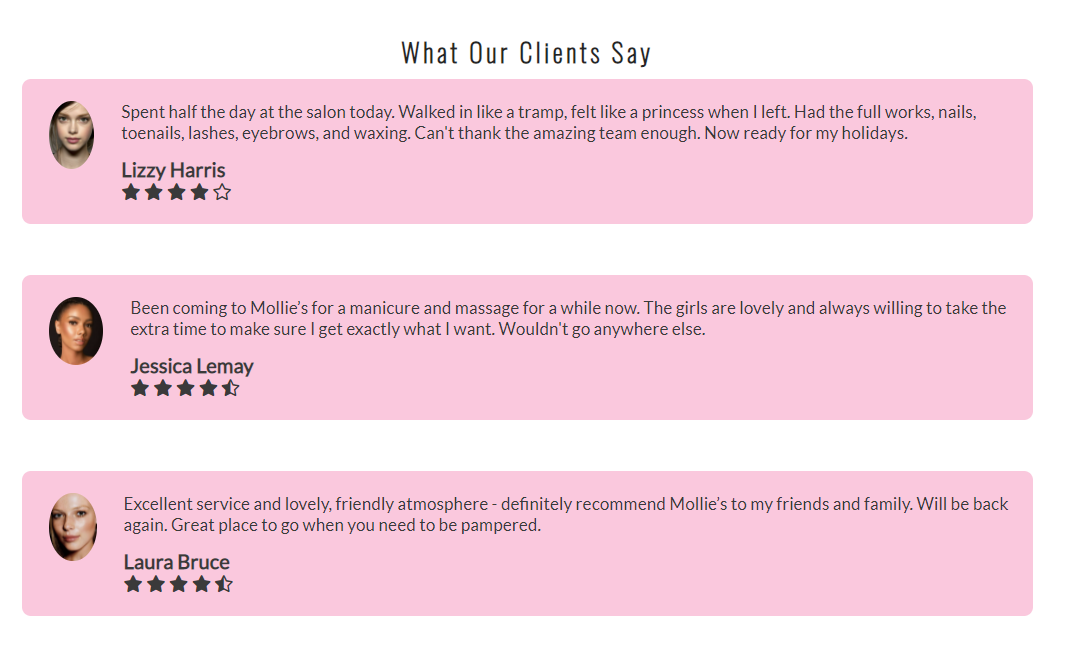 What Our Clients Say
Spent half the day at the salon today. Walked in like a tramp, felt like a princess when I left. Had the full works, nails,
toenails, lashes, eyebrows, and waxing. Can't thank the amazing team enough. Now ready for my holidays.
Lizzy Harris
Been coming to Mollie’s for a manicure and massage for a while now. The girls are lovely and always willing to take the
extra time to make sure I get exactly what I want. Wouldn't go anywhere else.
Jessica Lemay
Excellent service and lovely, friendly atmosphere - definitely recommend Mollie’s to my friends and family. Will be back
again. Great place to go when you need to be pampered.
Laura Bruce